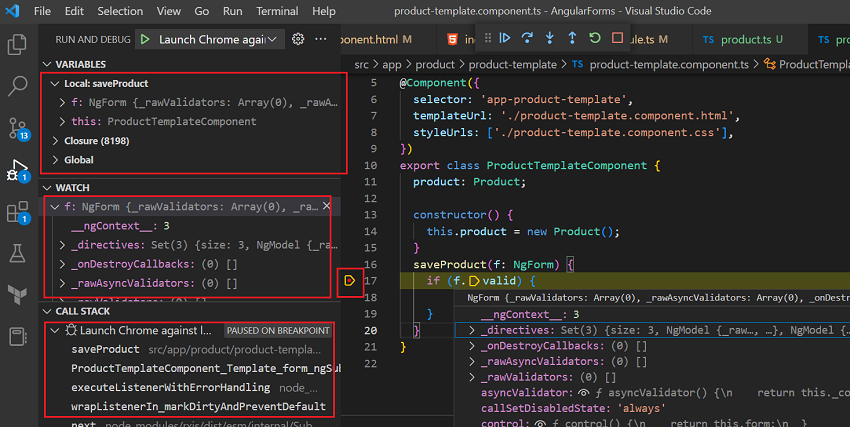 File Edit Selection View Go Run Terminal Help product-template.component.ts - AngularForms - Visual Studio Code
RUN AND DEBUG Launch Chrome again
ponent.html M
ule.ts M
TS product.ts U
VARIABLES
Local: saveProduct
f: NgForm {_rawValidators: Array(0), _rawA…
this: ProductTemplateComponent
Closure (8198)
Global
WATCH
f: NgForm {_rawValidators: Array(0), _ra…
__ngContext__: 3
_directives: Set(3) {size: 3, NgModel {_ra…
_onDestroyCallbacks: (0) []
_rawAsyncValidators: (0) []
_rawValidators: (0) []
CALL STACK
Launch Chrome against l… PAUSED ON BREAKPOINT
saveProduct src/app/product/product-templa…
ProductTemplateComponent_Template_form_ngSub
executeListenerWithErrorHandling node_…
wrapListenerIn_markDirtyAndPreventDefault
next node_modules/rxjs/dist/esm/internal/Sub
13
1
1
src > app > product > product-template > TS product-template.component.ts > ProductTemp
5 @Component({
6 selector: 'app-product-template',
7 templateUrl: './product-template.component.html',
8 styleUrls: ['./product-template.component.css'],
9 })
10 export class ProductTemplateComponent {
11 product: Product;
12
13 constructor() {
14 this.product = new Product();
15 }
16 saveProduct(f: NgForm) {
17 if (f.valid) {
18
19 }
20 }
21 }
22
NgForm {_rawValidators: Array(0), _rawAsyncValidators: Array(0), _onDest
__ngContext__: 3
_directives: Set(3) {size: 3, NgModel {_raw…, …}, NgModel {_
_onDestroyCallbacks: (0) []
_rawAsyncValidators: (0) []
_rawValidators: (0) []
asyncValidator: ƒ asyncValidator() {\n return this._co
callSetDisabledState: 'always'
control: ƒ control() {\n return this.form;\n }